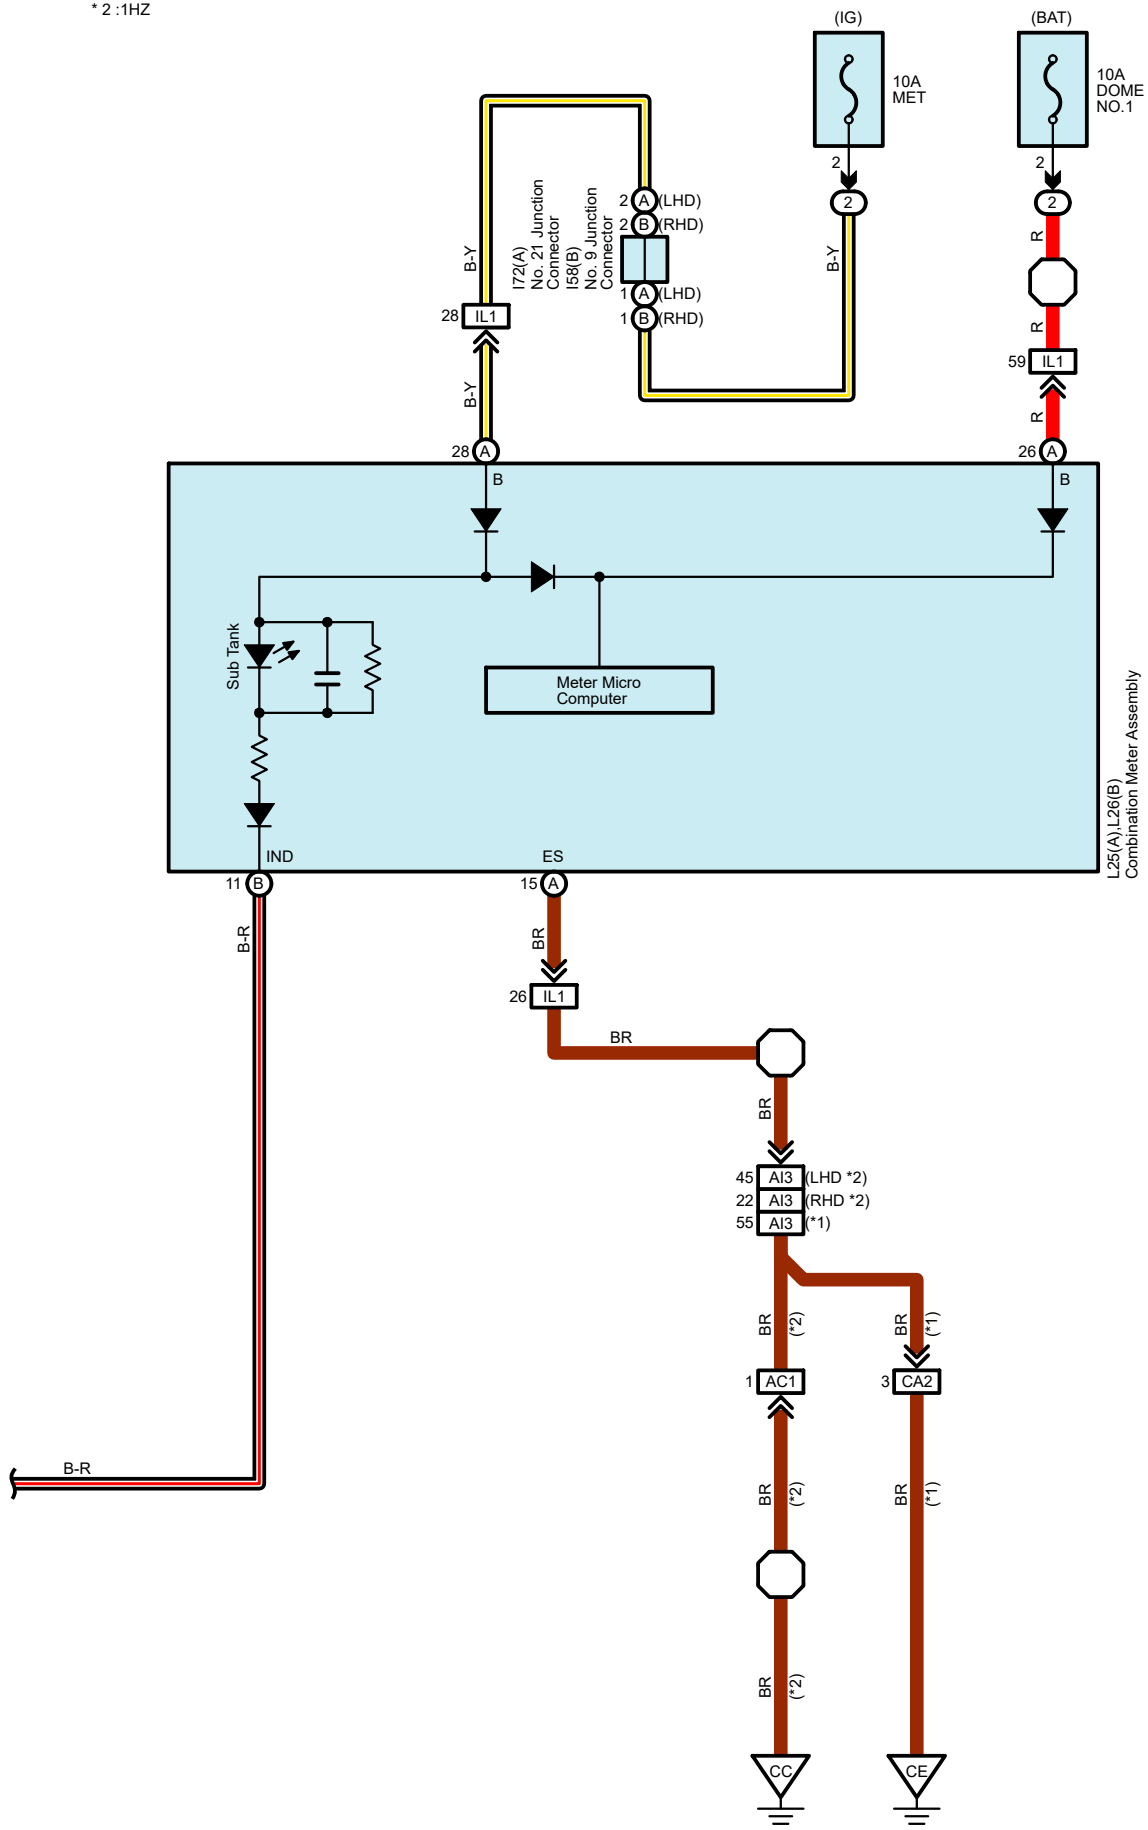 * 2 :1HZ
(IG)
(BAT)
10A
MET
10A
DOME
NO.1
2
2
2
2
I72(A)
No. 21 Junction
Connector
I58(B)
No. 9 Junction
Connector
2 A (LHD)
2 B (RHD)
1 A (LHD)
1 B (RHD)
B-Y
B-Y
R
R
28 IL1
59 IL1
B-Y
R
28 A
26 A
B
B
Sub Tank
Meter Micro
Computer
L25(A),L26(B)
Combination Meter Assembly
IND
ES
11 B
15 A
B-R
BR
26 IL1
BR
BR
45 AI3 (LHD *2)
22 AI3 (RHD *2)
55 AI3 (*1)
BR
(*2)
BR
(*1)
1 AC1
3 CA2
B-R
BR
(*2)
BR
(*1)
BR
(*2)
CC
CE